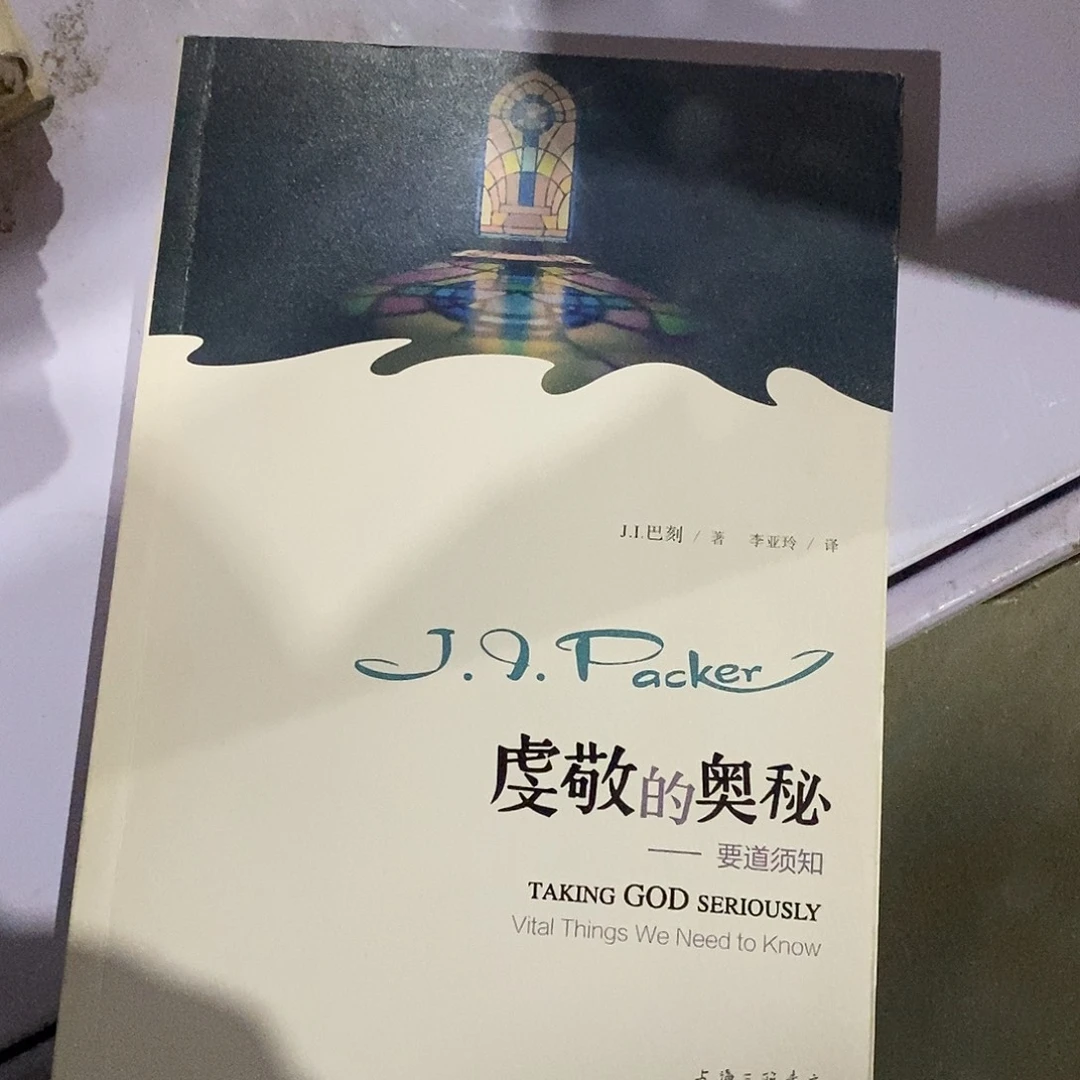 J.I.巴刻 / 著 李亚玲 / 译
J.I. Packer
虔敬的奥秘
—— 要道须知
TAKING GOD SERIOUSLY
Vital Things We Need to Know